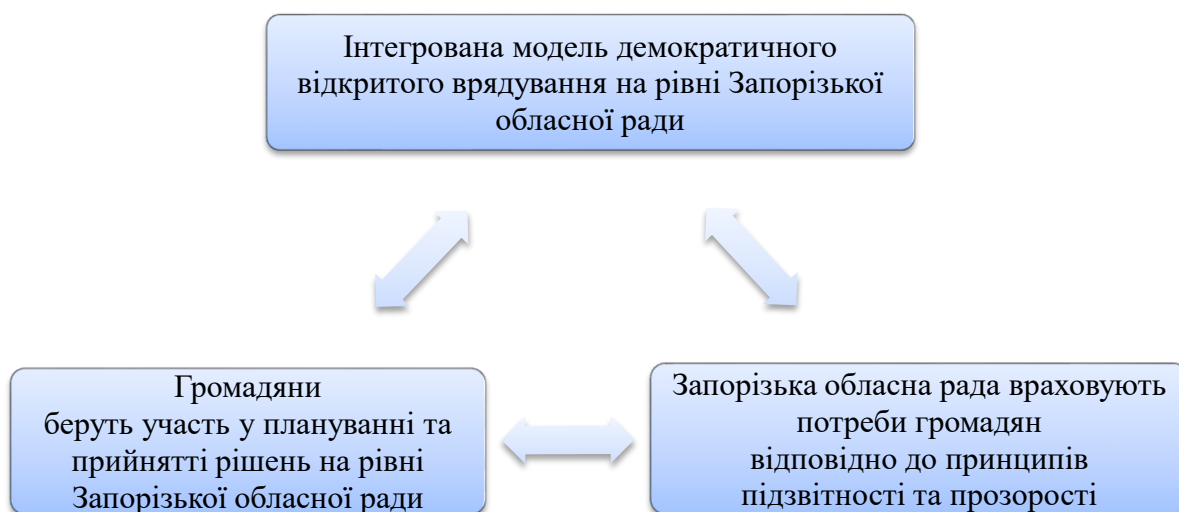 Інтегрована модель демократичного
відкритого врядування на рівні Запорізької
обласної ради
Громадяни
беруть участь у плануванні та
прийнятті рішень на рівні
Запорізької обласної ради
Запорізька обласна рада враховують
потреби громадян
відповідно до принципів
підзвітності та прозорості